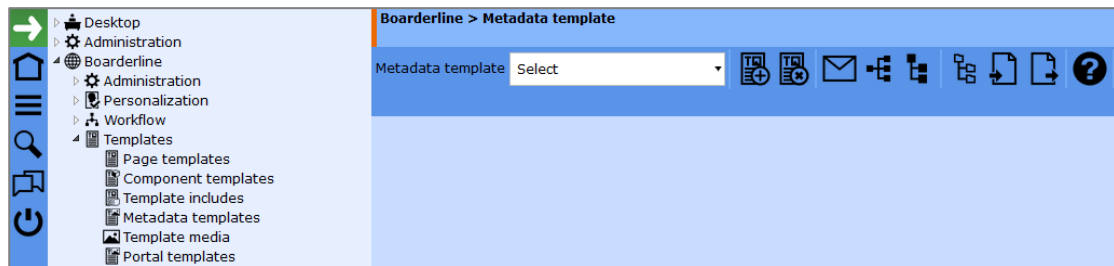 Desktop
Administration
Boarderline
Administration
Personalization
Workflow
Templates
Page templates
Component templates
Template includes
Metadata templates
Template media
Portal templates
Boarderline > Metadata template
Metadata template Select